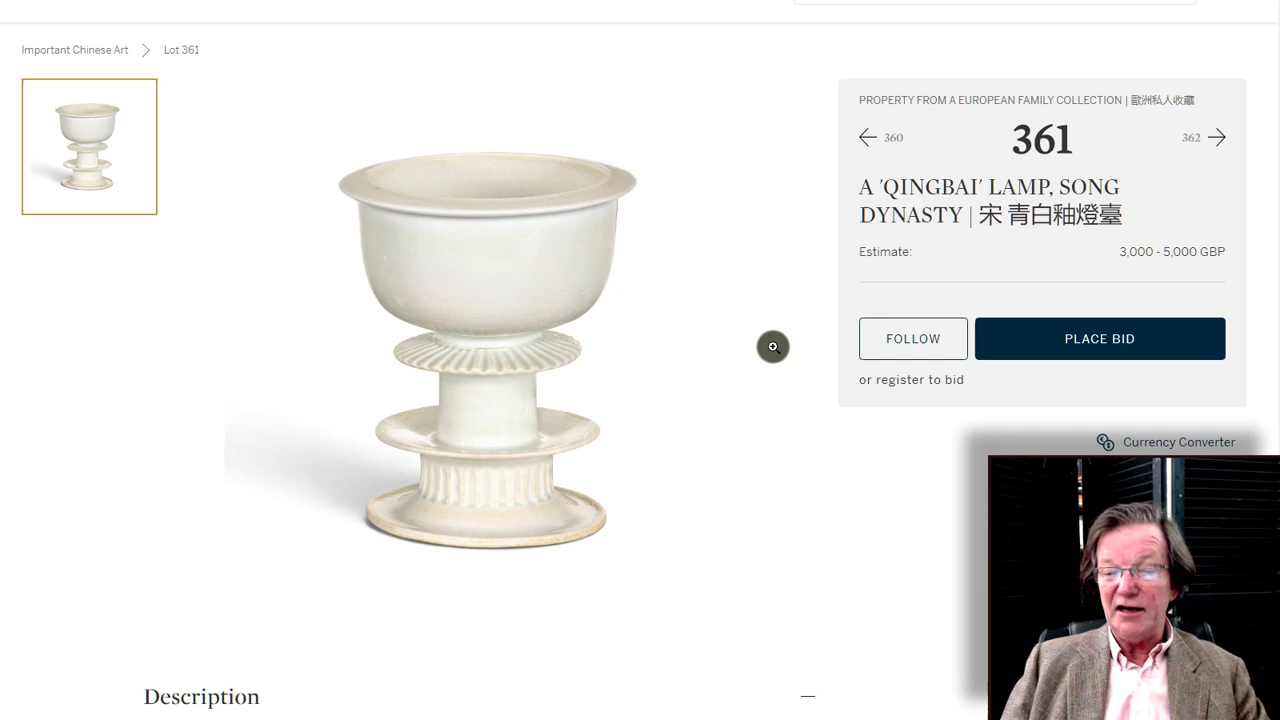 Important Chinese Art
Lot 361
PROPERTY FROM A EUROPEAN FAMILY COLLECTION | 歐洲私人收藏
360
361
362
A 'QINGBAI' LAMP, SONG
DYNASTY | 宋 青白釉燈臺
Estimate:
3,000 - 5,000 GBP
FOLLOW
PLACE BID
or register to bid
Currency Converter
Description